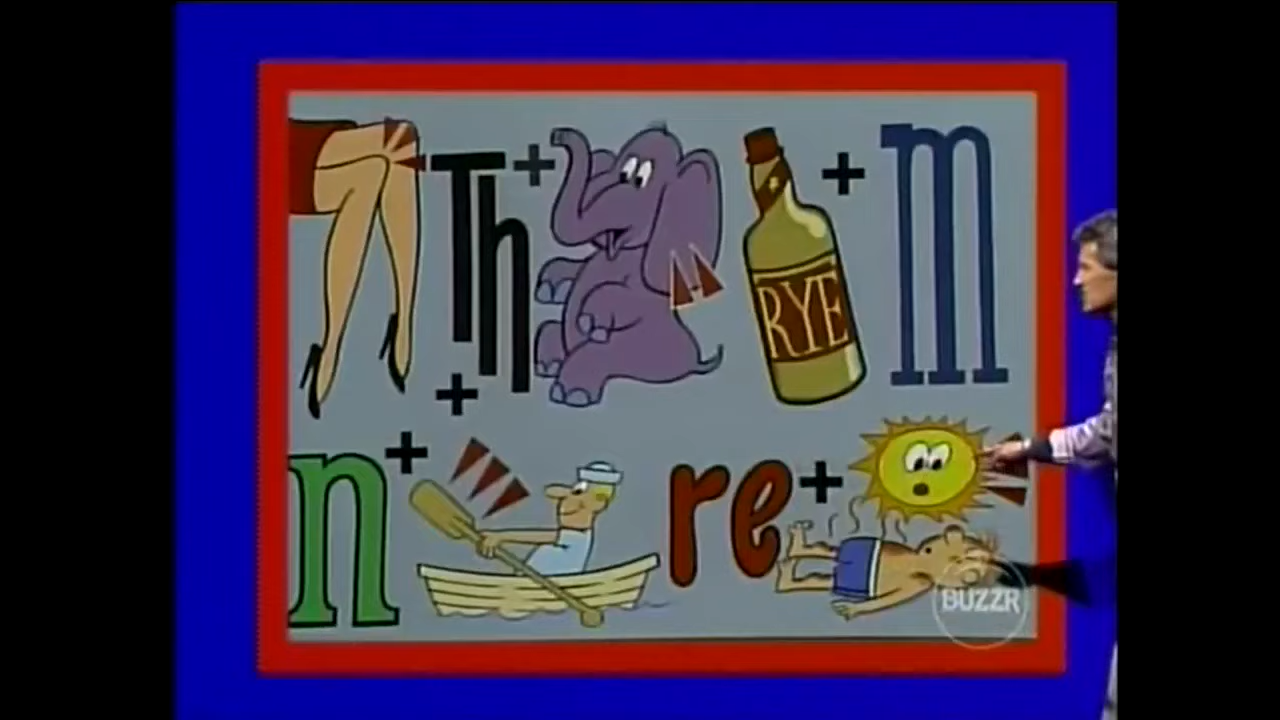 Th + + m
RYE
+
n + re +
BUZZR